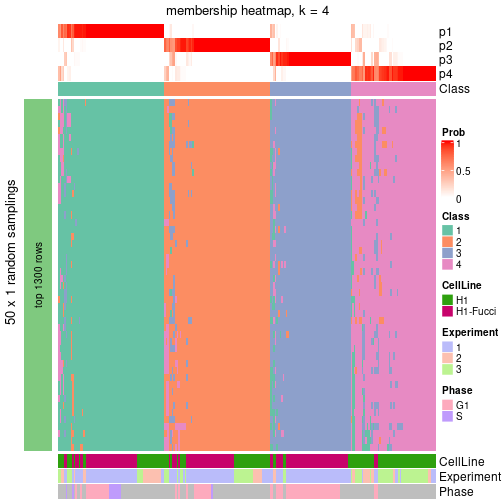 membership heatmap, k = 4
p1
p2
p3
p4
Class
50 x 1 random samplings
top 1300 rows
Prob
1
0.5
0
Class
1
2
3
4
CellLine
H1
H1-Fucci
Experiment
1
2
3
Phase
G1
S
CellLine
Experiment
Phase